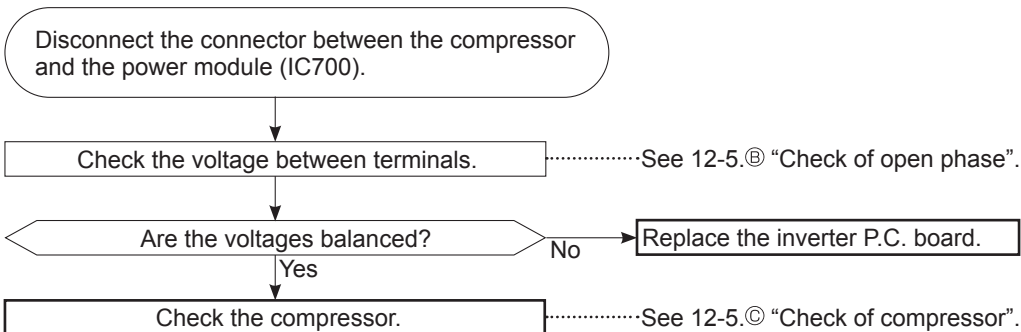 Disconnect the connector between the compressor
and the power module (IC700).
Check the voltage between terminals.
See 12-5.Ⓑ “Check of open phase”.
Are the voltages balanced?
No
Replace the inverter P.C. board.
Yes
Check the compressor.
See 12-5.Ⓒ “Check of compressor”.